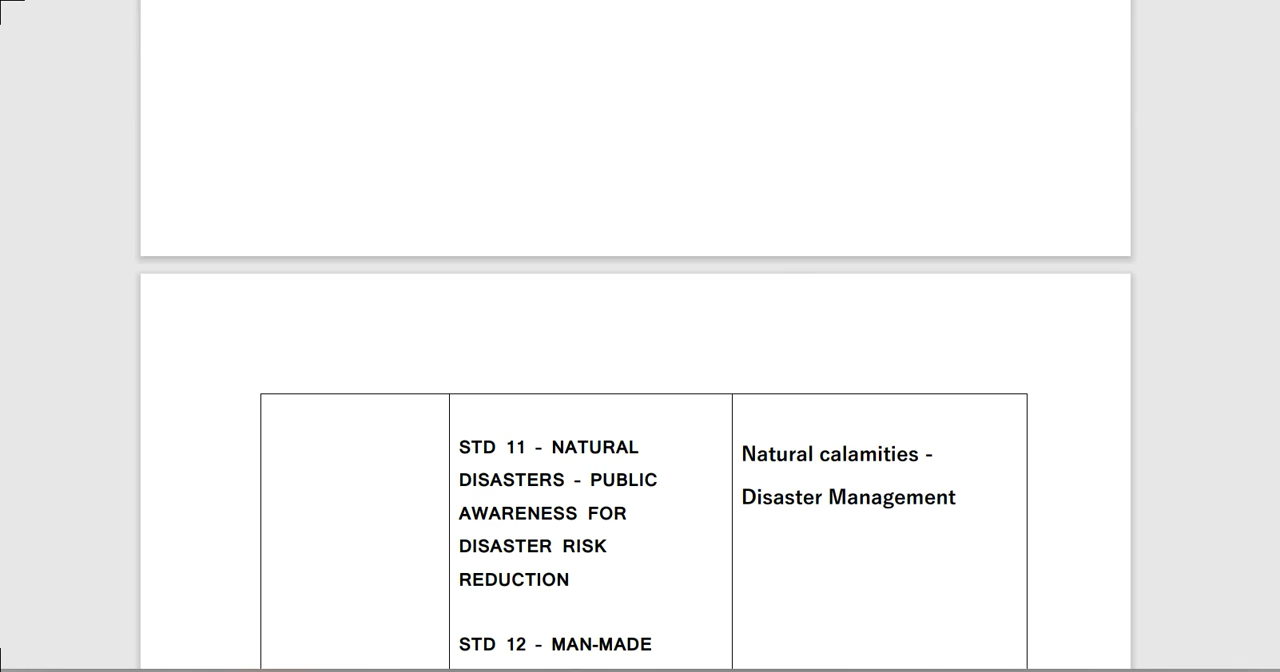 STD 11 - NATURAL
DISASTERS - PUBLIC
AWARENESS FOR
DISASTER RISK
REDUCTION
STD 12 - MAN-MADE
Natural calamities -
Disaster Management